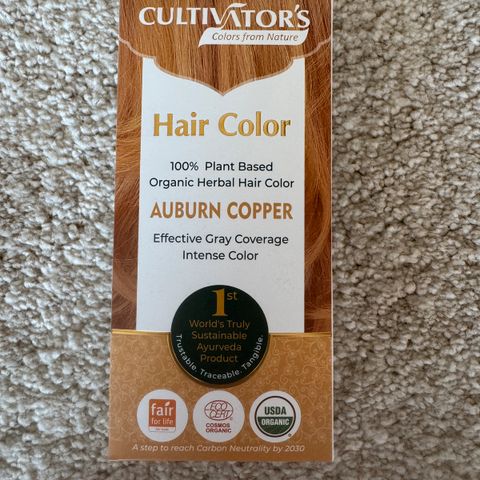 CULTIVATOR'S
Colors from Nature
Hair Color
100% Plant Based
Organic Herbal Hair Color
AUBURN COPPER
Effective Gray Coverage
Intense Color
1st
World's Truly
Sustainable
Ayurveda
Product
Trustable. Traceable. Tangible.
fair
for life
ECO
CERT
COSMOS
ORGANIC
USDA
ORGANIC
A step to reach Carbon Neutrality by 2030